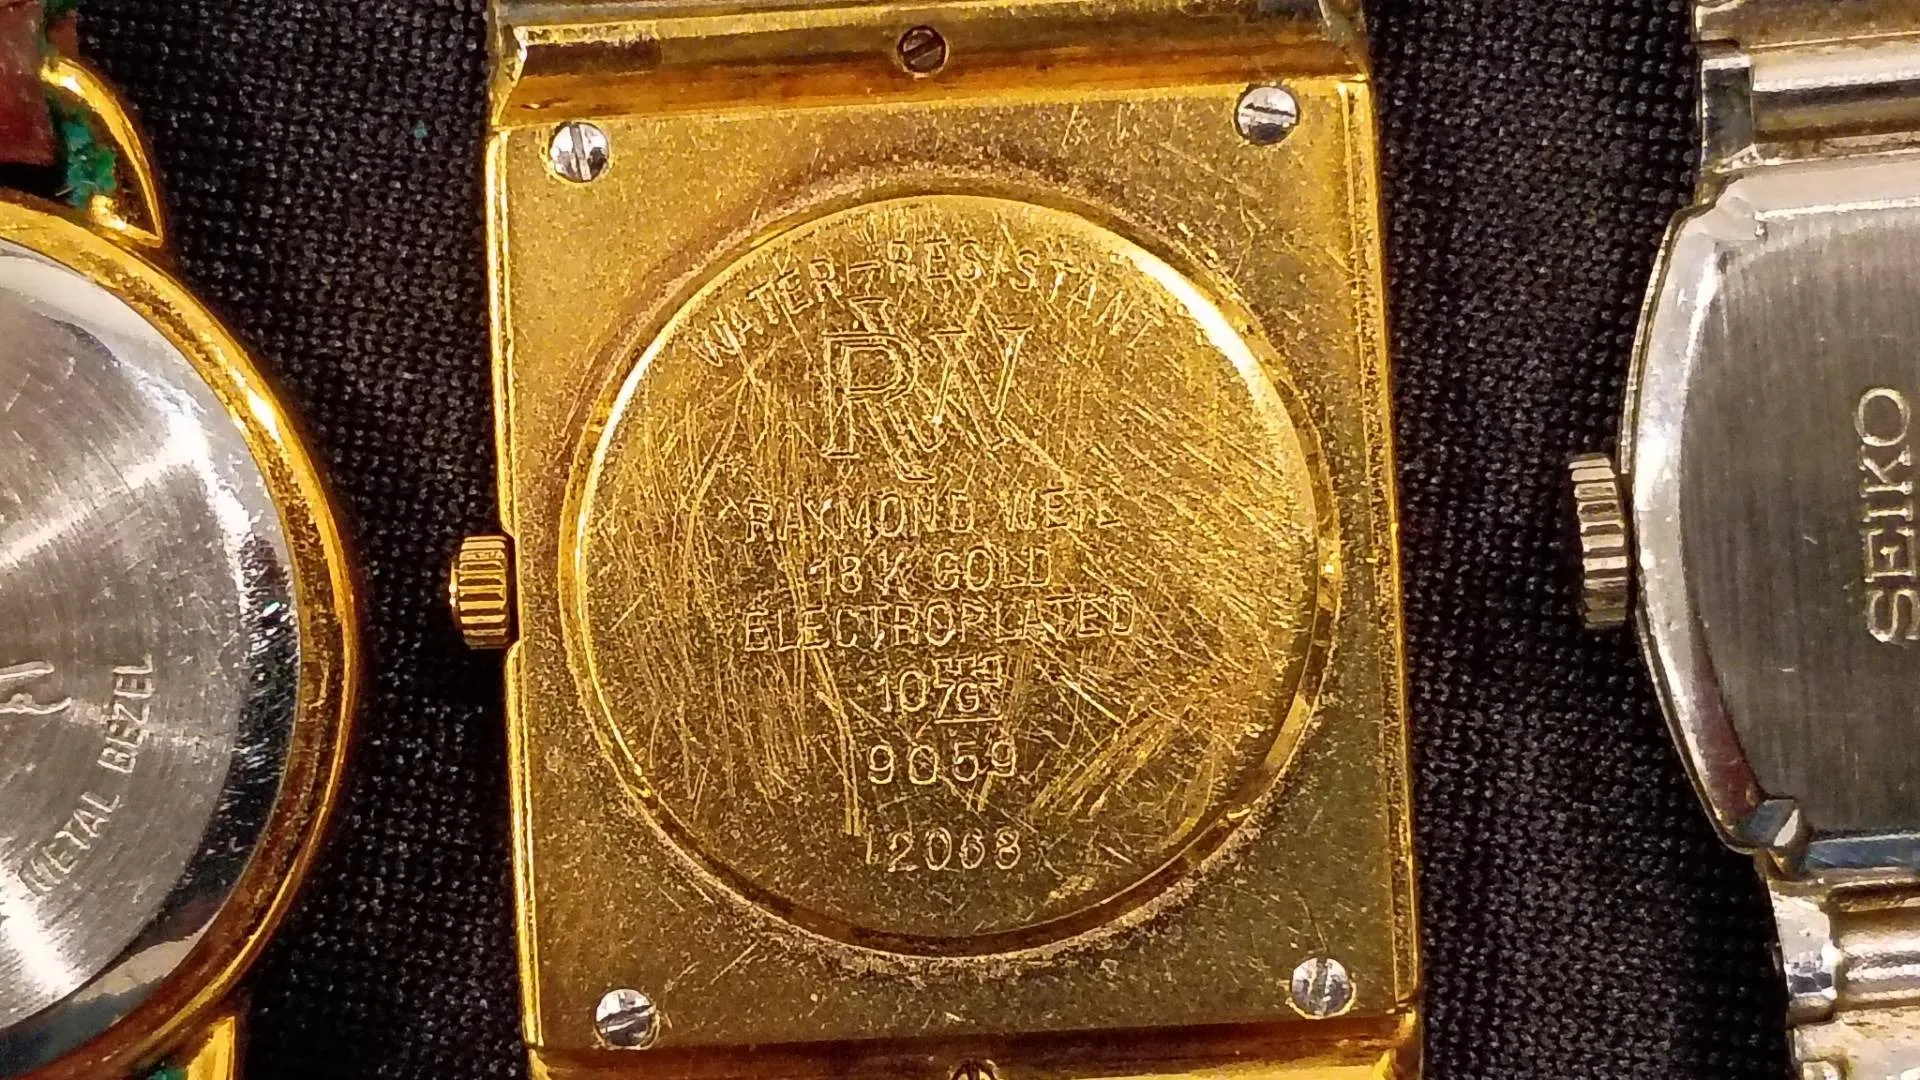 WATER-RESISTANT
RW
RAYMOND WEIL
18 K GOLD
ELECTROPLATED
10 G
9059
12068
METAL BEZEL
SEIKO